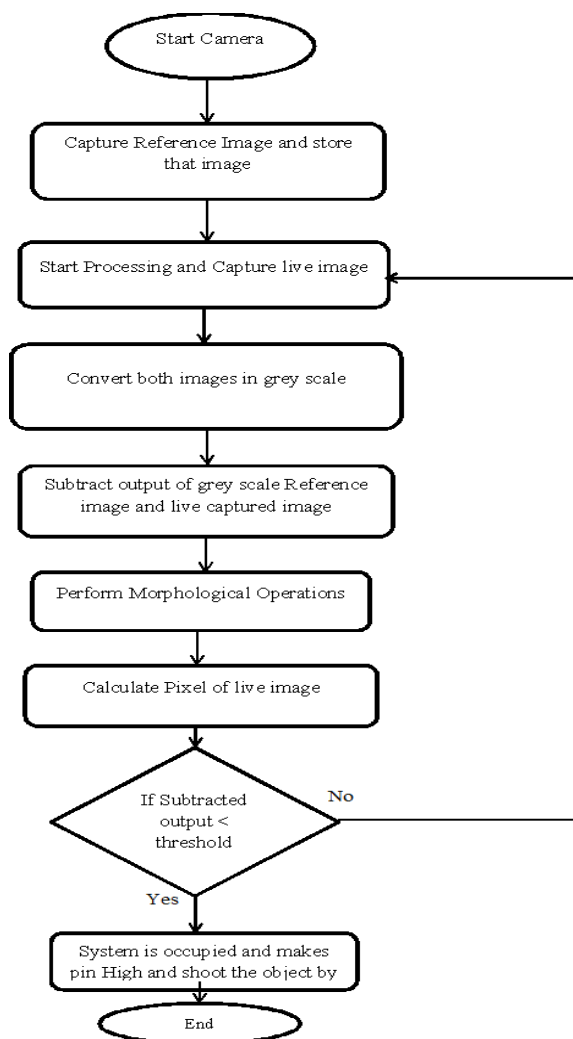 Start Camera
Capture Reference Image and store
that image
Start Processing and Capture live image
Convert both images in grey scale
Subtract output of grey scale Reference
image and live captured image
Perform Morphological Operations
Calculate Pixel of live image
If Subtracted
output <
threshold
No
Yes
System is occupied and makes
pin High and shoot the object by
End